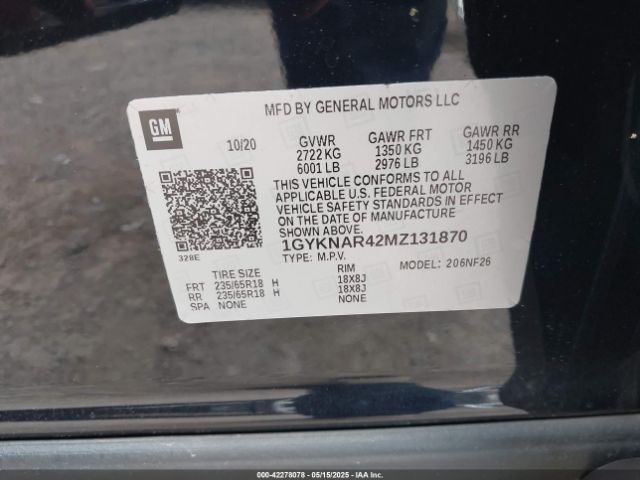 MFD BY GENERAL MOTORS LLC
GM
10/20 GVWR GAWR FRT GAWR RR
2722 KG 1350 KG 1450 KG
6001 LB 2976 LB 3196 LB
THIS VEHICLE CONFORMS TO ALL
APPLICABLE U.S. FEDERAL MOTOR
VEHICLE SAFETY STANDARDS IN EFFECT
ON THE DATE OF MANUFACTURE
SHOWN ABOVE.
328E 1GYKNAR42MZ131870
TYPE: M.P.V. MODEL: 206NF26
TIRE SIZE RIM
FRT 235/65R18 H 18X8J
RR 235/65R18 H 18X8J
SPA NONE NONE
000-42278078 - 05/15/2025 - IAA Inc.